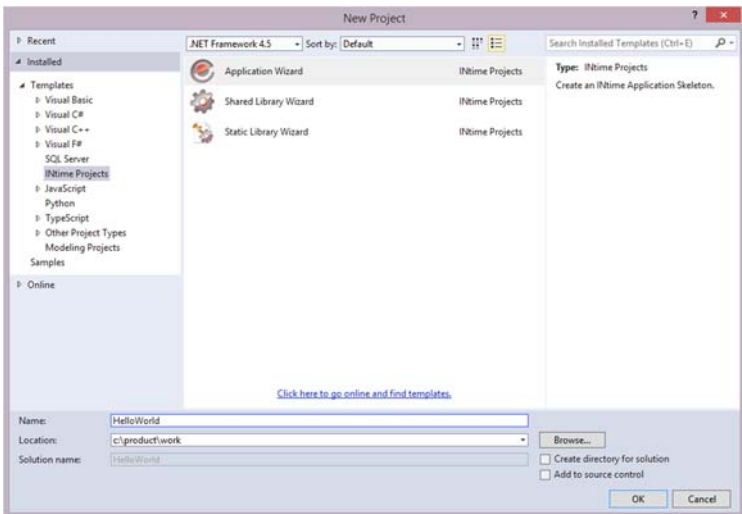 New Project
? ×
Recent
.NET Framework 4.5 Sort by: Default
Search Installed Templates (Ctrl+E)
Installed
Templates
Visual Basic
Visual C#
Visual C++
Visual F#
SQL Server
INtime Projects
JavaScript
Python
TypeScript
Other Project Types
Modeling Projects
Samples
Online
Application Wizard INtime Projects
Shared Library Wizard INtime Projects
Static Library Wizard INtime Projects
Type: INtime Projects
Create an INtime Application Skeleton.
Click here to go online and find templates.
Name: HelloWorld
Location: c:\product\work
Browse...
Solution name: HelloWorld
Create directory for solution
Add to source control
OK Cancel